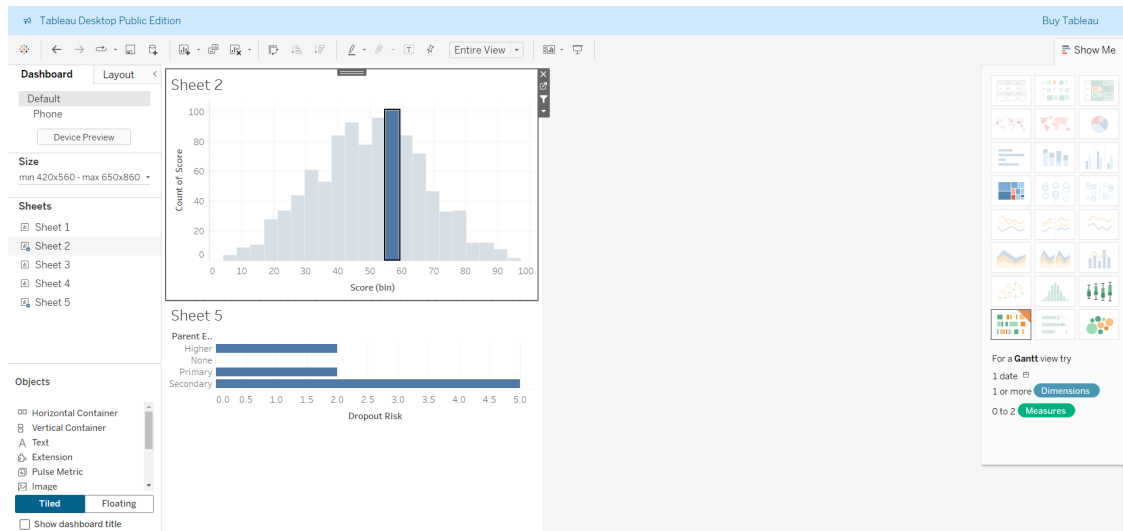 Tableau Desktop Public Edition
Buy Tableau
Entire View
Show Me
Dashboard Layout
Default
Phone
Device Preview
Size
min 420x560 - max 650x860
Sheets
Sheet 1
Sheet 2
Sheet 3
Sheet 4
Sheet 5
Objects
Horizontal Container
Vertical Container
A Text
Extension
Pulse Metric
Image
Tiled Floating
Show dashboard title
Sheet 2
Count of Score
100
80
60
40
20
0
0 10 20 30 40 50 60 70 80 90 100
Score (bin)
Sheet 5
Parent E..
Higher
None
Primary
Secondary
0.0 0.5 1.0 1.5 2.0 2.5 3.0 3.5 4.0 4.5 5.0
Dropout Risk
For a Gantt view try
1 date
1 or more Dimensions
0 to 2 Measures